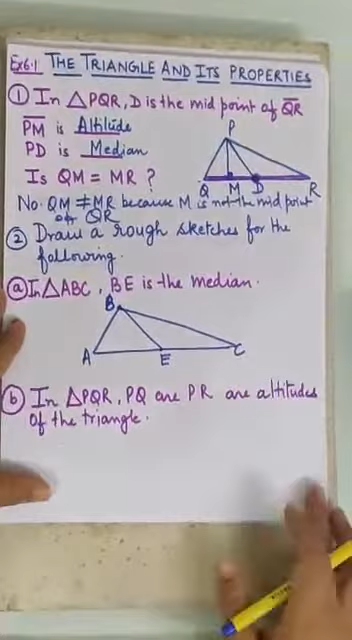 Ex6.1 THE TRIANGLE AND ITS PROPERTIES
① In △PQR, D is the mid point of QR
PM is Altitude
PD is Median
Is QM = MR ?
P
Q M D R
No. QM ≠ MR because M is not the mid point
of QR
② Draw a rough sketches for the
following.
ⓐ In △ABC, BE is the median.
B
A E C
ⓑ In △PQR, PQ are PR are altitudes
of the triangle.